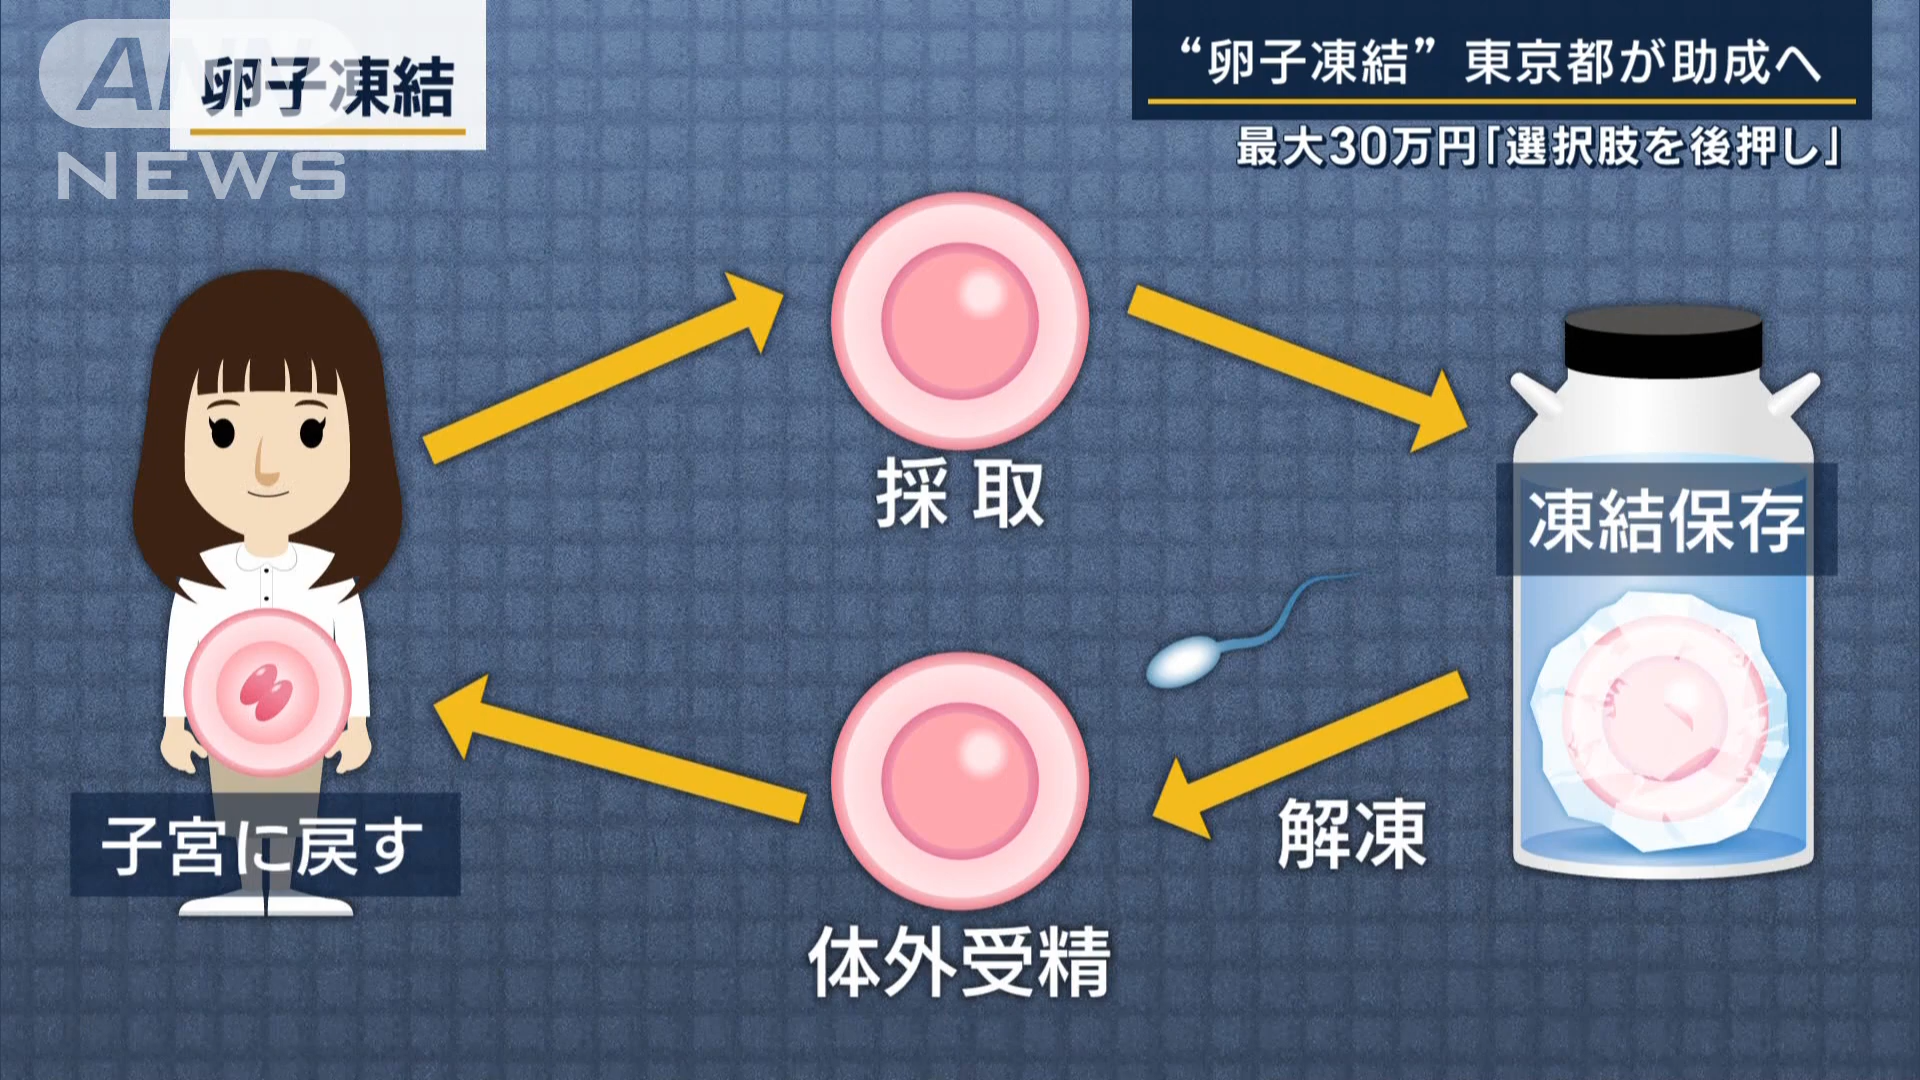 ANN
NEWS
卵子凍結
“卵子凍結” 東京都が助成へ
最大30万円「選択肢を後押し」
採取
凍結保存
解凍
体外受精
子宮に戻す